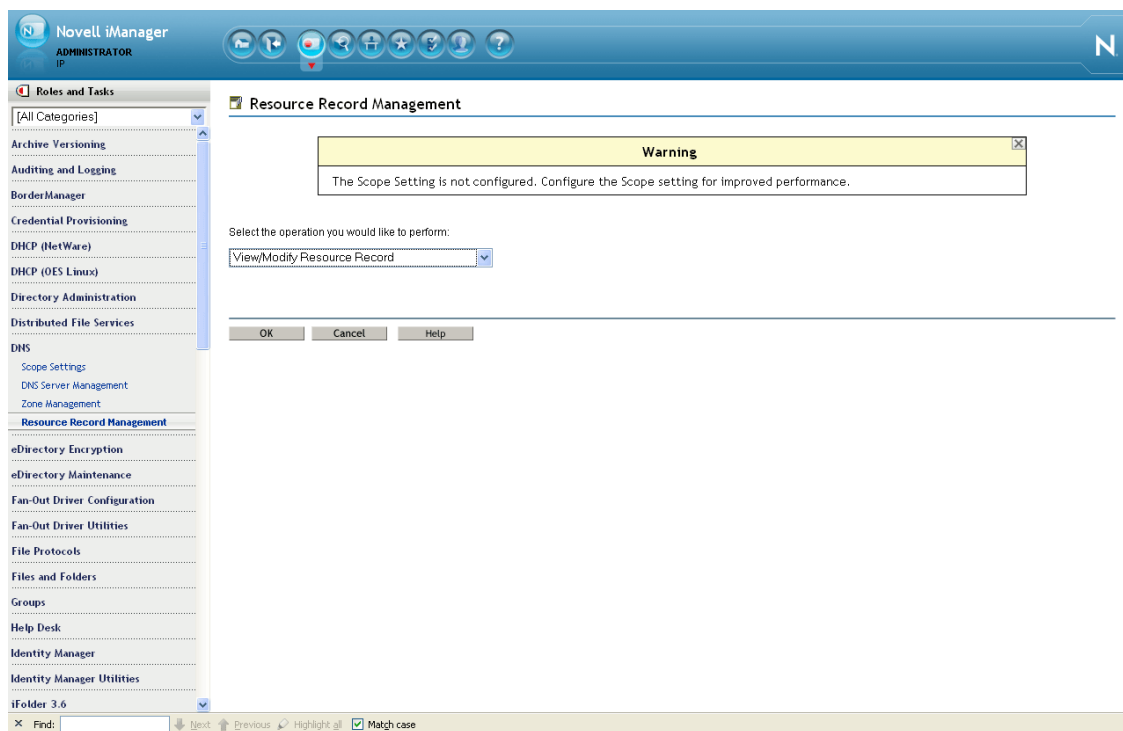 Novell iManager
ADMINISTRATOR
IP
N
Roles and Tasks
[All Categories]
Archive Versioning
Auditing and Logging
BorderManager
Credential Provisioning
DHCP (NetWare)
DHCP (OES Linux)
Directory Administration
Distributed File Services
DNS
Scope Settings
DNS Server Management
Zone Management
Resource Record Management
eDirectory Encryption
eDirectory Maintenance
Fan-Out Driver Configuration
Fan-Out Driver Utilities
File Protocols
Files and Folders
Groups
Help Desk
Identity Manager
Identity Manager Utilities
iFolder 3.6
Resource Record Management
Warning
The Scope Setting is not configured. Configure the Scope setting for improved performance.
Select the operation you would like to perform:
View/Modify Resource Record
OK Cancel Help
Find: Next Previous Highlight all Match case